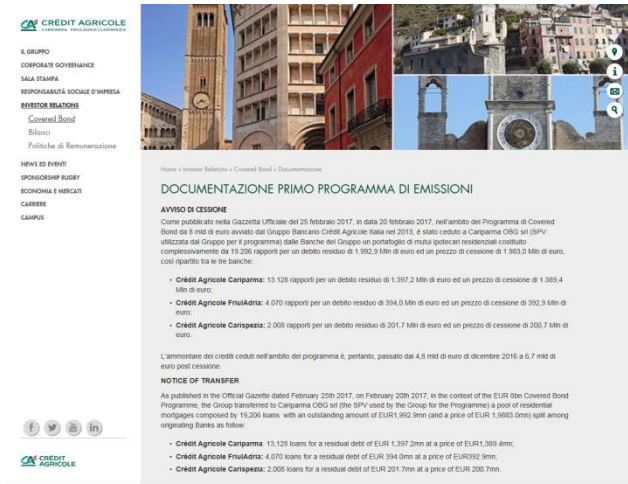 CRÉDIT AGRICOLE
CARIPARMA FRIULADRIA CARISPEZIA
IL GRUPPO
CORPORATE GOVERNANCE
SALA STAMPA
RESPONSABILITÀ SOCIALE D'IMPRESA
INVESTOR RELATIONS
Covered Bond
Bilanci
Politiche di Remunerazione
NEWS ED EVENTI
SPONSORSHIP RUGBY
ECONOMIA E MERCATI
CARRIERE
CAMPUS
Home » Investor Relations » Covered Bond » Documentazione
DOCUMENTAZIONE PRIMO PROGRAMMA DI EMISSIONI
AVVISO DI CESSIONE
Come pubblicato nella Gazzetta Ufficiale del 25 febbraio 2017, in data 20 febbraio 2017, nell'ambito del Programma di Covered
Bond da 8 mld di euro avviato dal Gruppo Bancario Crédit Agricole Italia nel 2013, è stato ceduto a Cariparma OBG srl (SPV
utilizzata dal Gruppo per il programma) dalle Banche del Gruppo un portafoglio di mutui ipotecari residenziali costituito
complessivamente da 19.206 rapporti per un debito residuo di 1.992,9 Mln di euro ed un prezzo di cessione di 1.983,0 Mln di euro,
così ripartito tra le tre banche:
• Crédit Agricole Cariparma: 13.128 rapporti per un debito residuo di 1.397,2 Mln di euro ed un prezzo di cessione di 1.389,4
Mln di euro;
• Crédit Agricole FriulAdria: 4.070 rapporti per un debito residuo di 394,0 Mln di euro ed un prezzo di cessione di 392,9 Mln di
euro;
• Crédit Agricole Carispezia: 2.008 rapporti per un debito residuo di 201,7 Mln di euro ed un prezzo di cessione di 200,7 Mln di
euro.
L'ammontare dei crediti ceduti nell'ambito del programma è, pertanto, passato dai 4,8 mld di euro di dicembre 2016 a 6,7 mld di
euro post cessione.
NOTICE OF TRANSFER
As published in the Official Gazette dated February 25th 2017, on February 20th 2017, in the context of the EUR 8bn Covered Bond
Programme, the Group transferred to Cariparma OBG srl (the SPV used by the Group for the Programme) a pool of residential
mortgages composed by 19,206 loans with an outstanding amount of EUR1,992.9mn (and a price of EUR 1,9883.0mn) split among
originating Banks as follow:
• Crédit Agricole Cariparma: 13,128 loans for a residual debt of EUR 1,397.2mn at a price of EUR1,389.4mn;
• Crédit Agricole FriulAdria: 4,070 loans for a residual debt of EUR 394.0mn at a price of EUR392.9mn;
• Crédit Agricole Carispezia: 2,008 loans for a residual debt of EUR 201.7mn at a price of EUR 200.7mn.
f
in
CRÉDIT
AGRICOLE